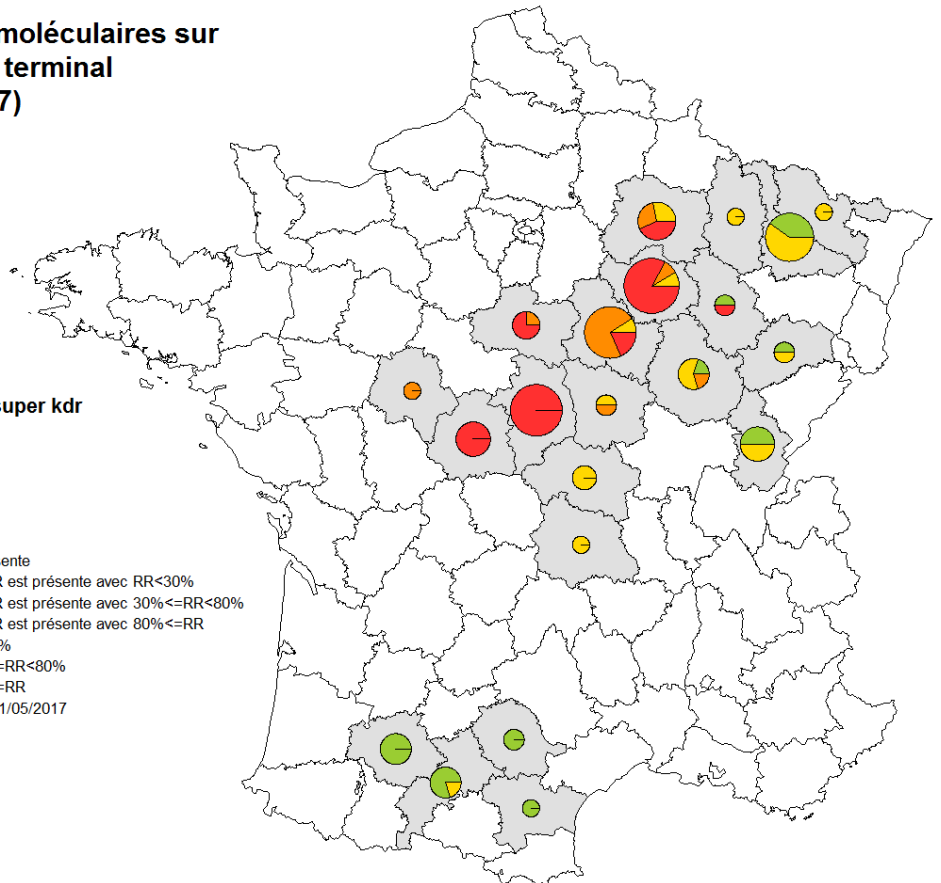 moléculaires sur
terminal
7)
super kdr
sente
R est présente avec RR<30%
R est présente avec 30%<=RR<80%
R est présente avec 80%<=RR
%
=RR<80%
=RR
1/05/2017